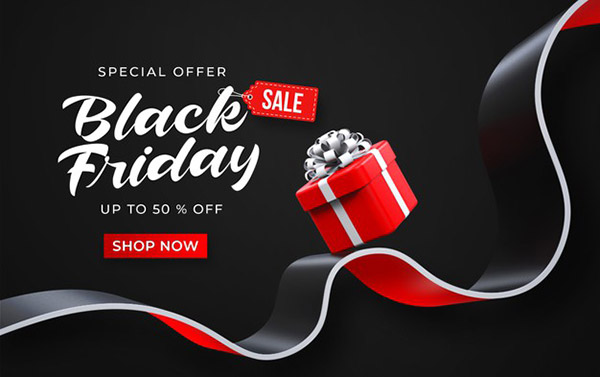 SPECIAL OFFER
SALE
Black
Friday
UP TO 50 % OFF
SHOP NOW